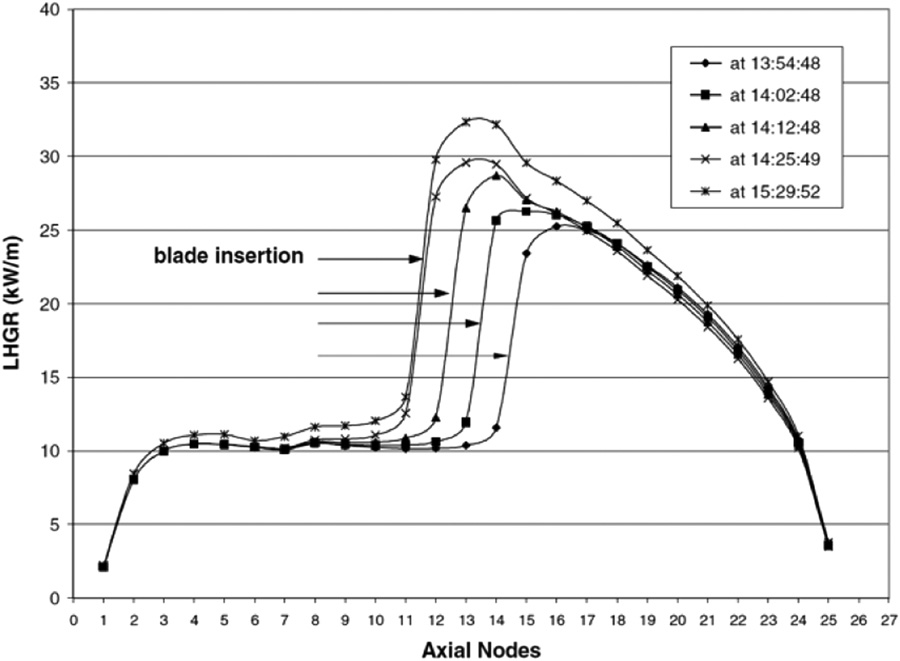 40
35
30
25
20
15
10
5
0
LHGR (kW/m)
at 13:54:48
at 14:02:48
at 14:12:48
at 14:25:49
at 15:29:52
blade insertion
0 1 2 3 4 5 6 7 8 9 10 11 12 13 14 15 16 17 18 19 20 21 22 23 24 25 26 27
Axial Nodes